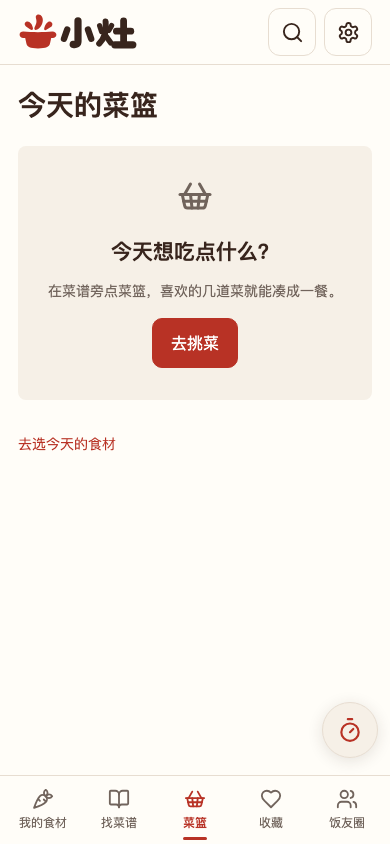 小灶
今天的菜篮
今天想吃点什么?
在菜谱旁点菜篮，喜欢的几道菜就能凑成一餐。
去挑菜
去选今天的食材
我的食材
找菜谱
菜篮
收藏
饭友圈